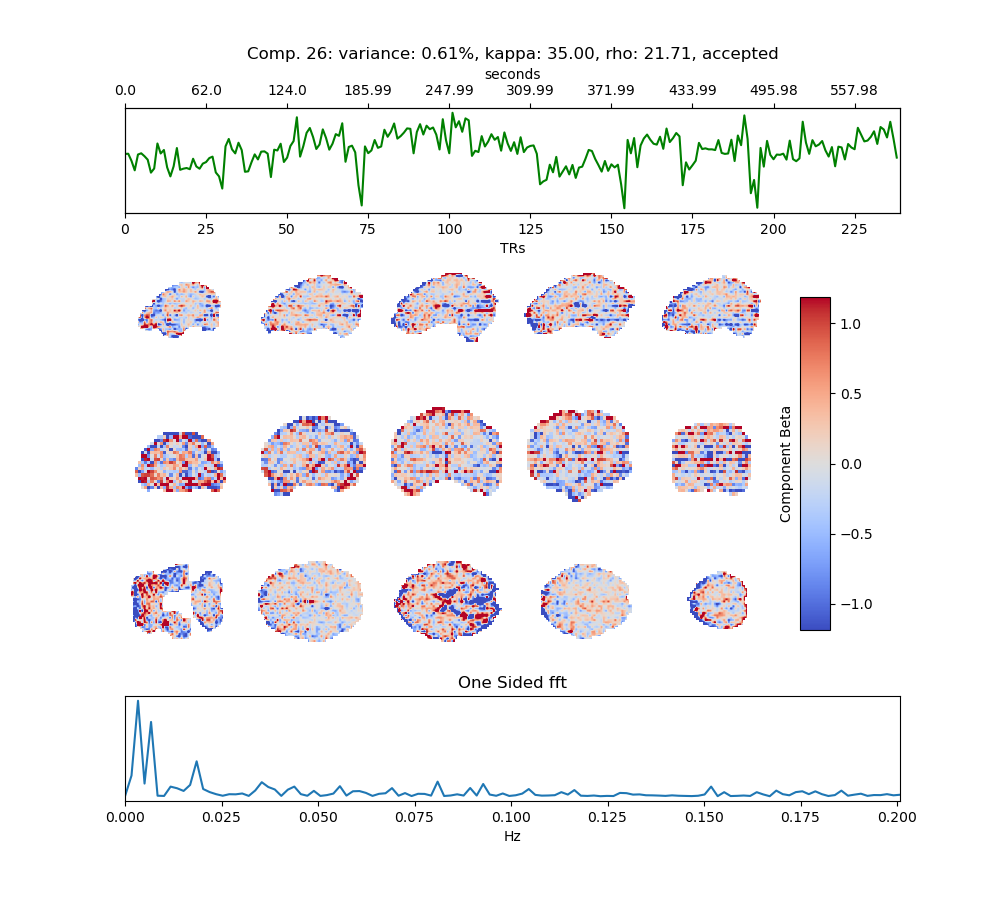 Comp. 26: variance: 0.61%, kappa: 35.00, rho: 21.71, accepted
seconds
0.0 62.0 124.0 185.99 247.99 309.99 371.99 433.99 495.98 557.98
0 25 50 75 100 125 150 175 200 225
TRs
1.0
0.5
0.0
−0.5
−1.0
Component Beta
One Sided fft
0.000 0.025 0.050 0.075 0.100 0.125 0.150 0.175 0.200
Hz